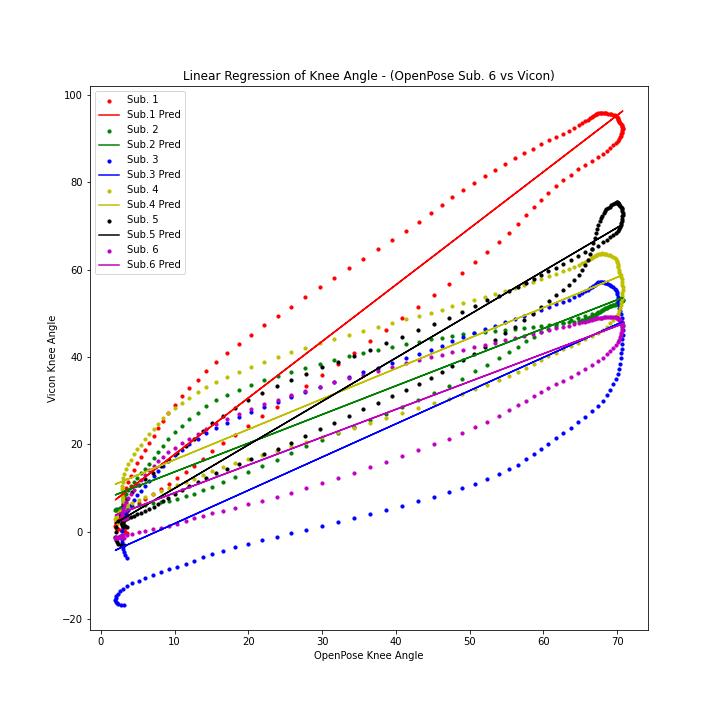 Linear Regression of Knee Angle - (OpenPose Sub. 6 vs Vicon)
Sub. 1
Sub.1 Pred
Sub. 2
Sub.2 Pred
Sub. 3
Sub.3 Pred
Sub. 4
Sub.4 Pred
Sub. 5
Sub.5 Pred
Sub. 6
Sub.6 Pred
100
80
60
40
20
0
−20
Vicon Knee Angle
0 10 20 30 40 50 60 70
OpenPose Knee Angle